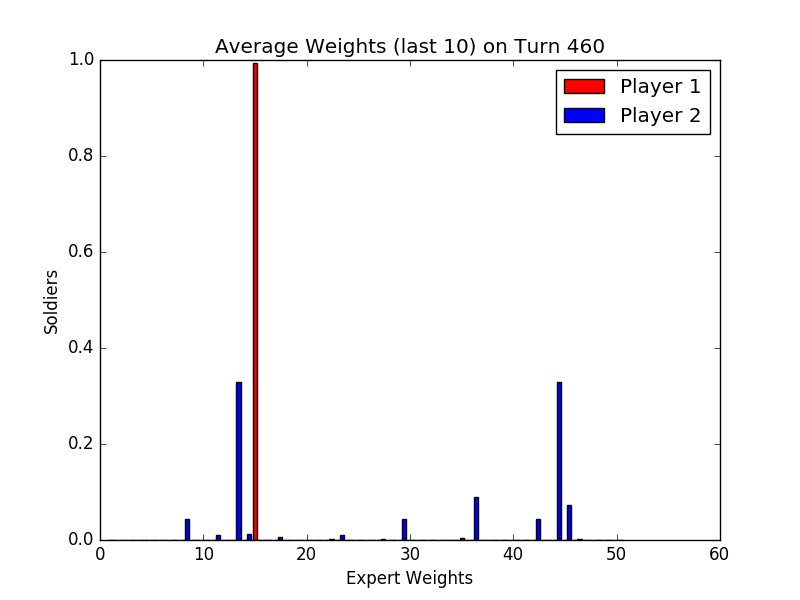 Average Weights (last 10) on Turn 460
1.0
0.8
0.6
0.4
0.2
0.0
Soldiers
Player 1
Player 2
0 10 20 30 40 50 60
Expert Weights